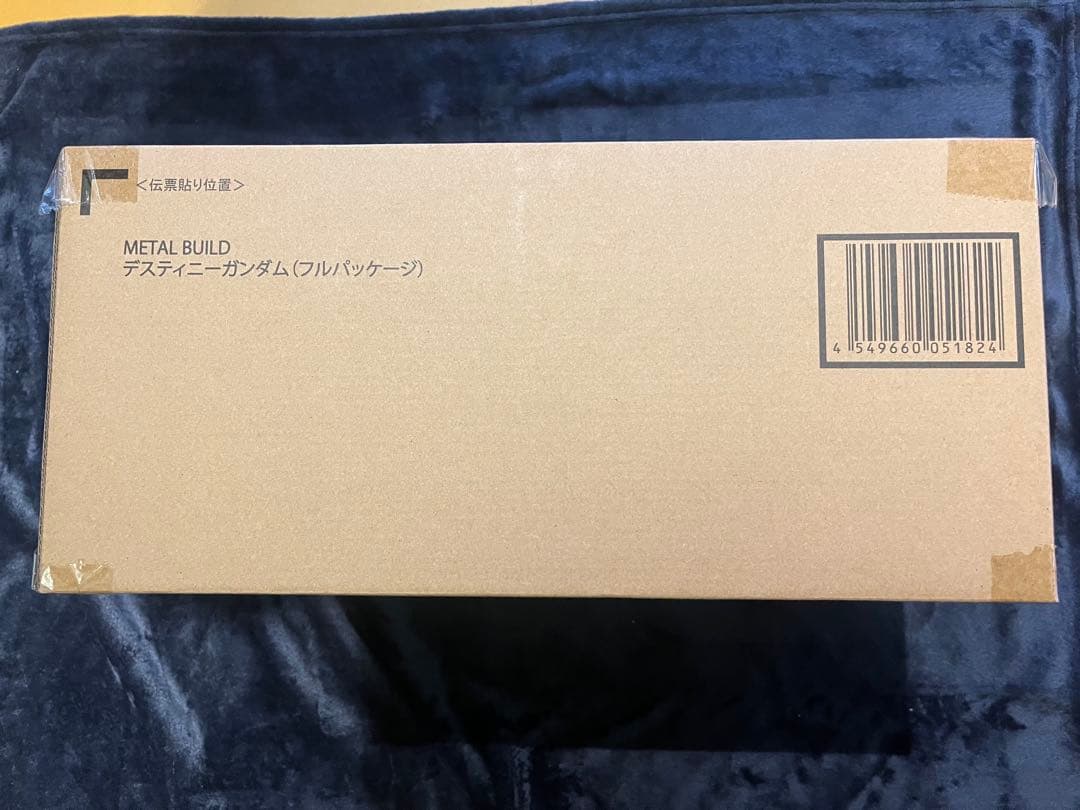 ＜伝票貼り位置＞
METAL BUILD
デスティニーガンダム（フルパッケージ）
4 549660 051824